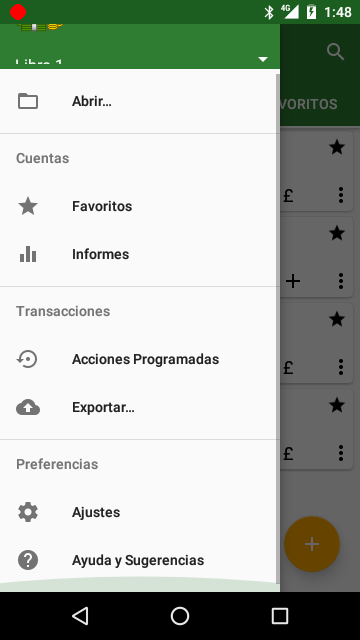 4G 1:48
Libro 1
VORITOS
Abrir...
Cuentas
£
Favoritos
Informes
Transacciones
£
Acciones Programadas
Exportar...
£
Preferencias
Ajustes
Ayuda y Sugerencias